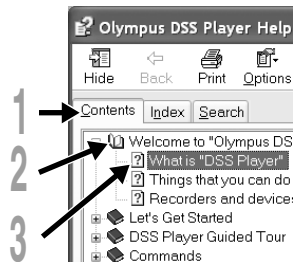 Olympus DSS Player Help
Hide Back Print Options
1 Contents Index Search
2 Welcome to "Olympus DS
3 What is "DSS Player"
Things that you can do
Recorders and devices
Let's Get Started
DSS Player Guided Tour
Commands